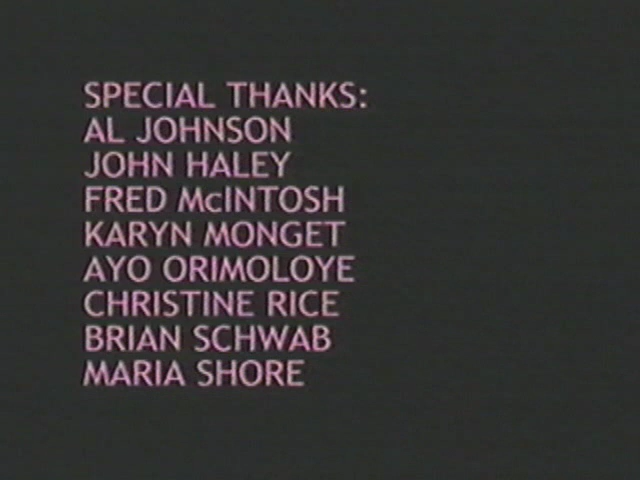 SPECIAL THANKS:
AL JOHNSON
JOHN HALEY
FRED McINTOSH
KARYN MONGET
AYO ORIMOLOYE
CHRISTINE RICE
BRIAN SCHWAB
MARIA SHORE